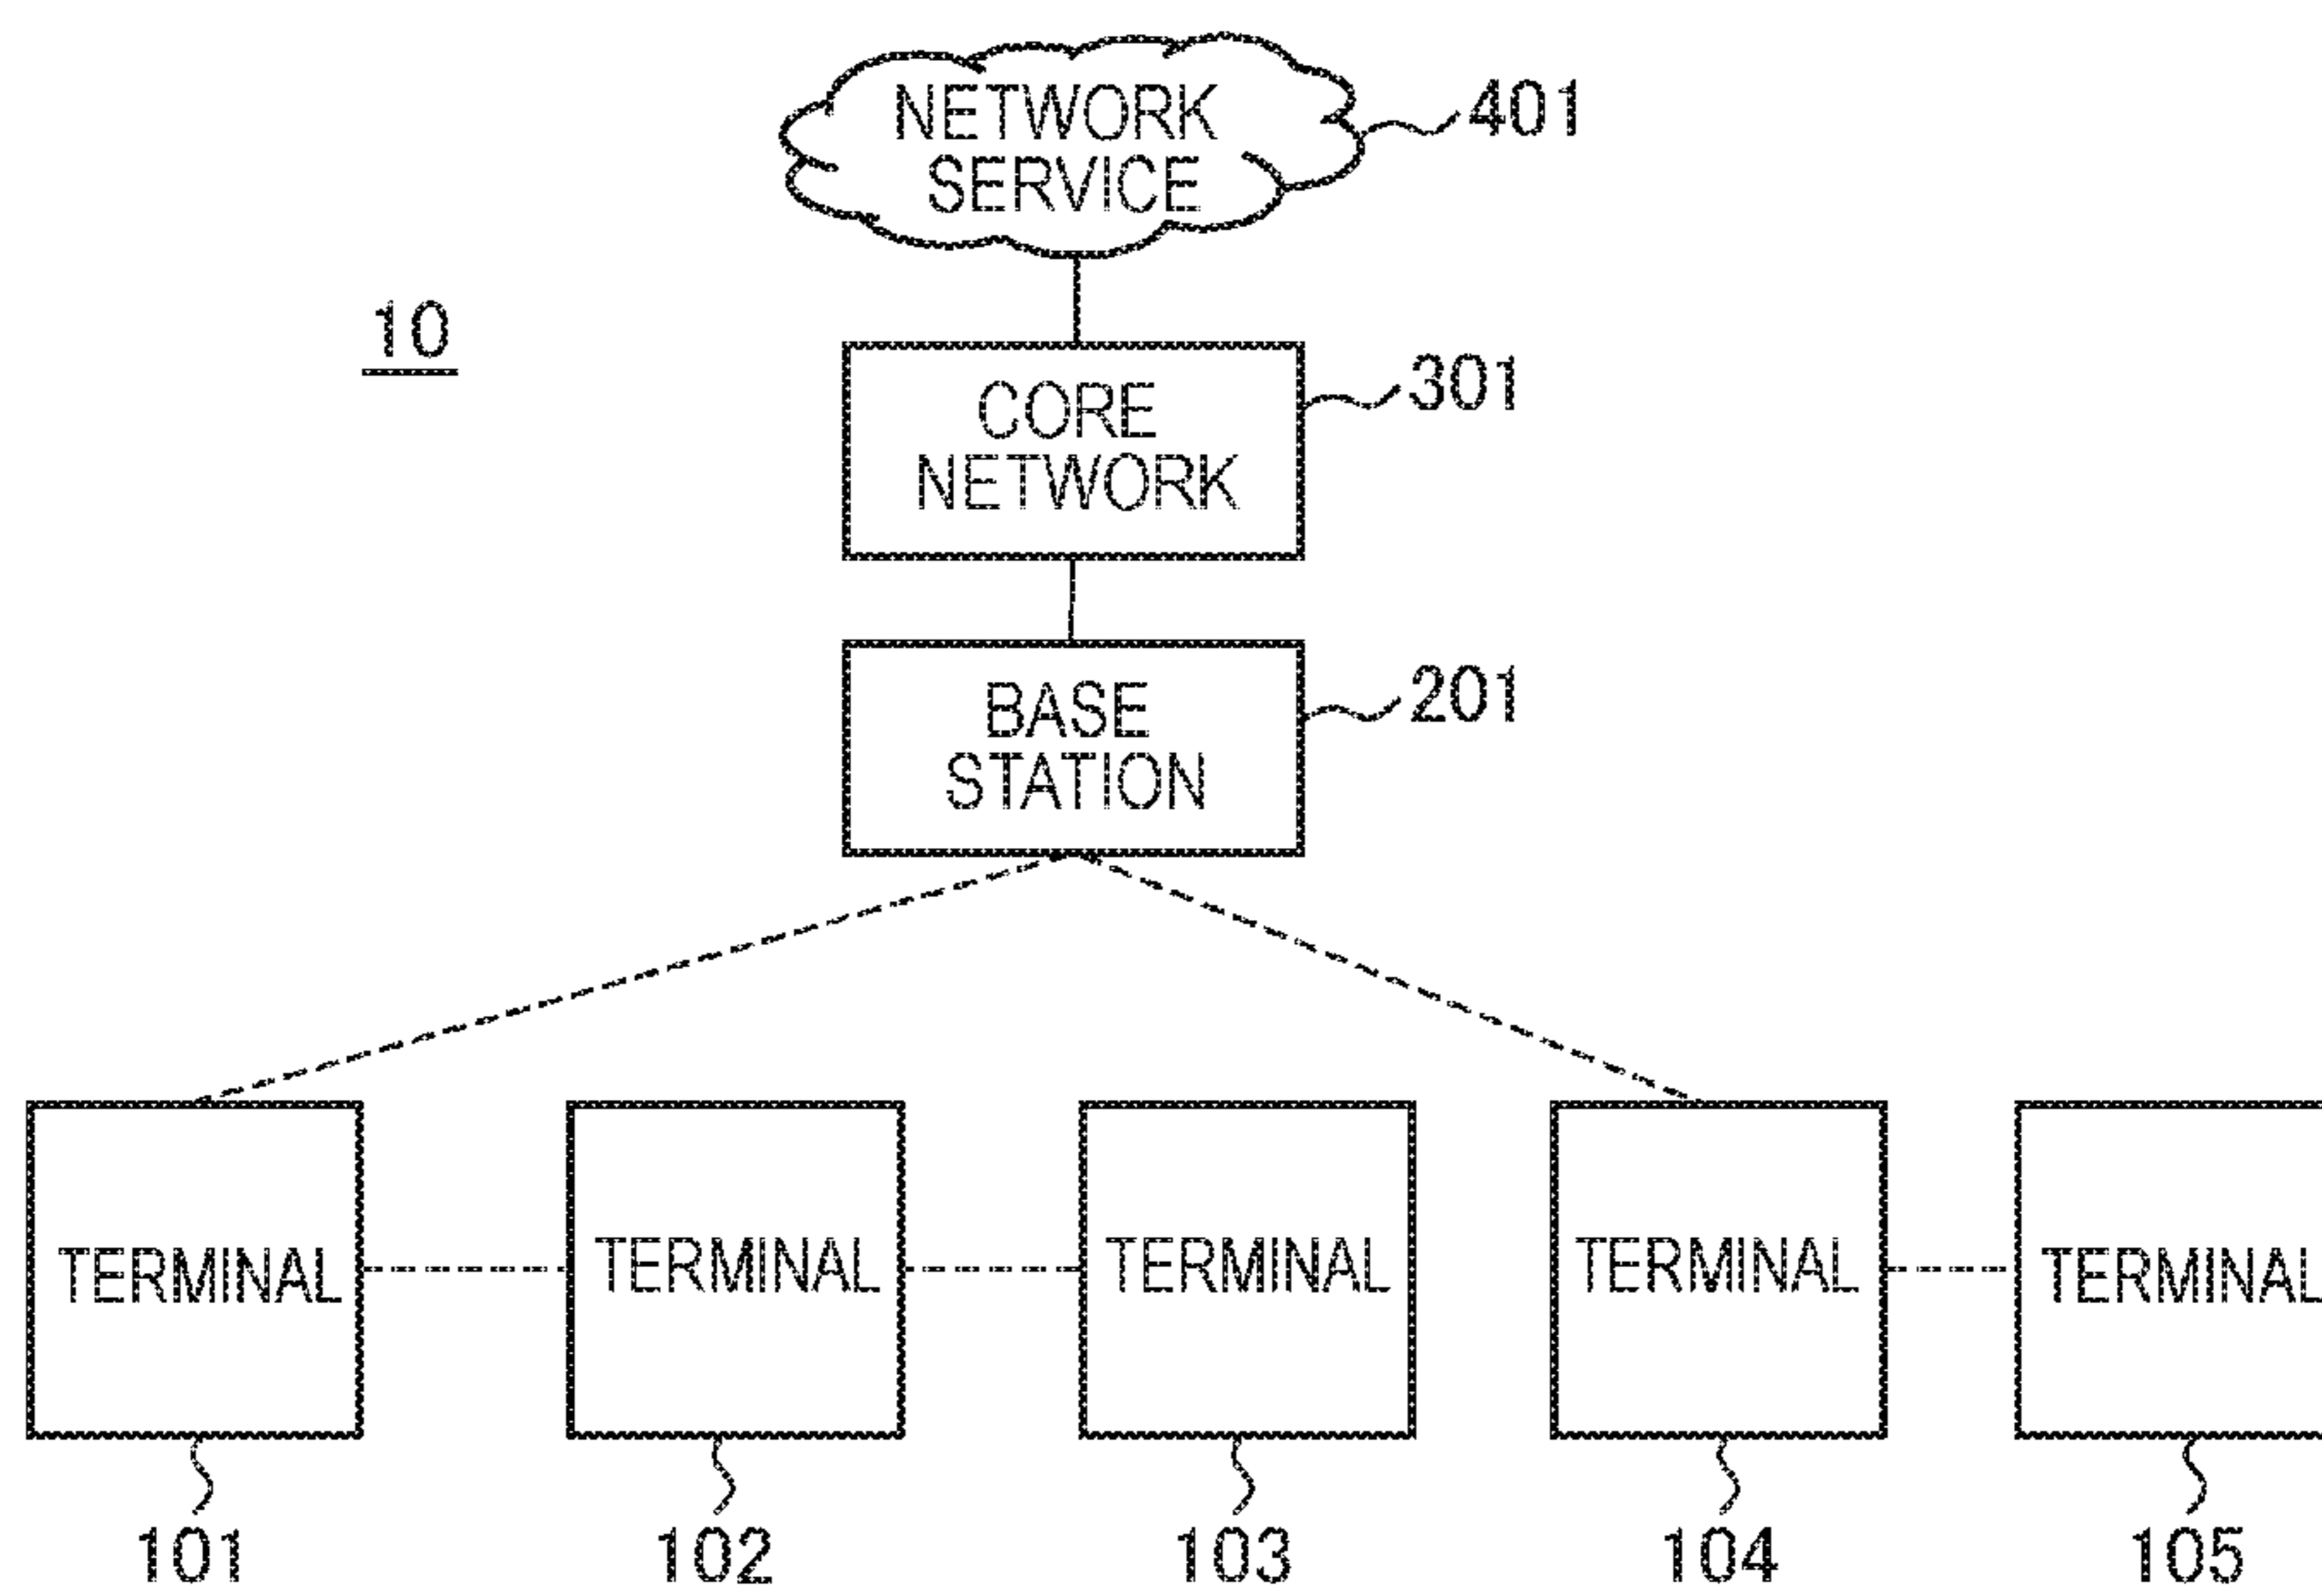 NETWORK
SERVICE
401
10
CORE
NETWORK
301
BASE
STATION
201
TERMINAL
TERMINAL
TERMINAL
TERMINAL
TERMINAL
101
102
103
104
105